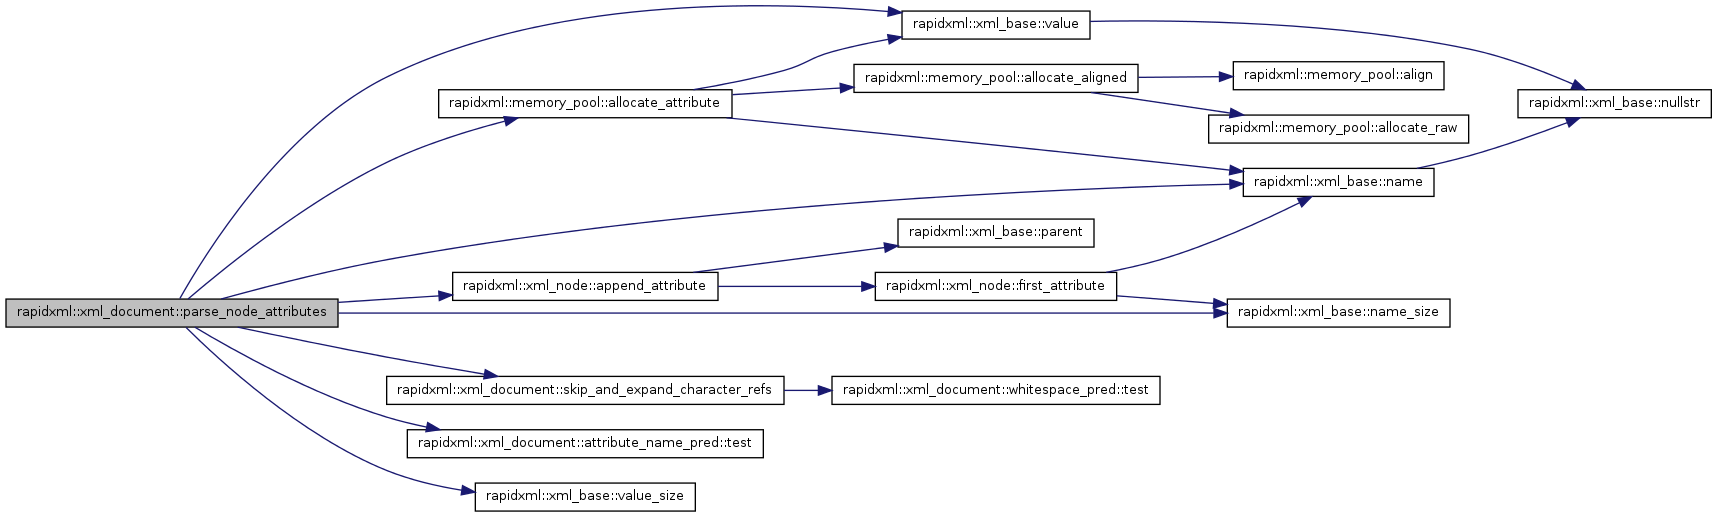 rapidxml::xml_base::value
rapidxml::memory_pool::allocate_aligned
rapidxml::memory_pool::align
rapidxml::memory_pool::allocate_attribute
rapidxml::xml_base::nullstr
rapidxml::memory_pool::allocate_raw
rapidxml::xml_base::name
rapidxml::xml_base::parent
rapidxml::xml_node::append_attribute
rapidxml::xml_node::first_attribute
rapidxml::xml_document::parse_node_attributes
rapidxml::xml_base::name_size
rapidxml::xml_document::skip_and_expand_character_refs
rapidxml::xml_document::whitespace_pred::test
rapidxml::xml_document::attribute_name_pred::test
rapidxml::xml_base::value_size